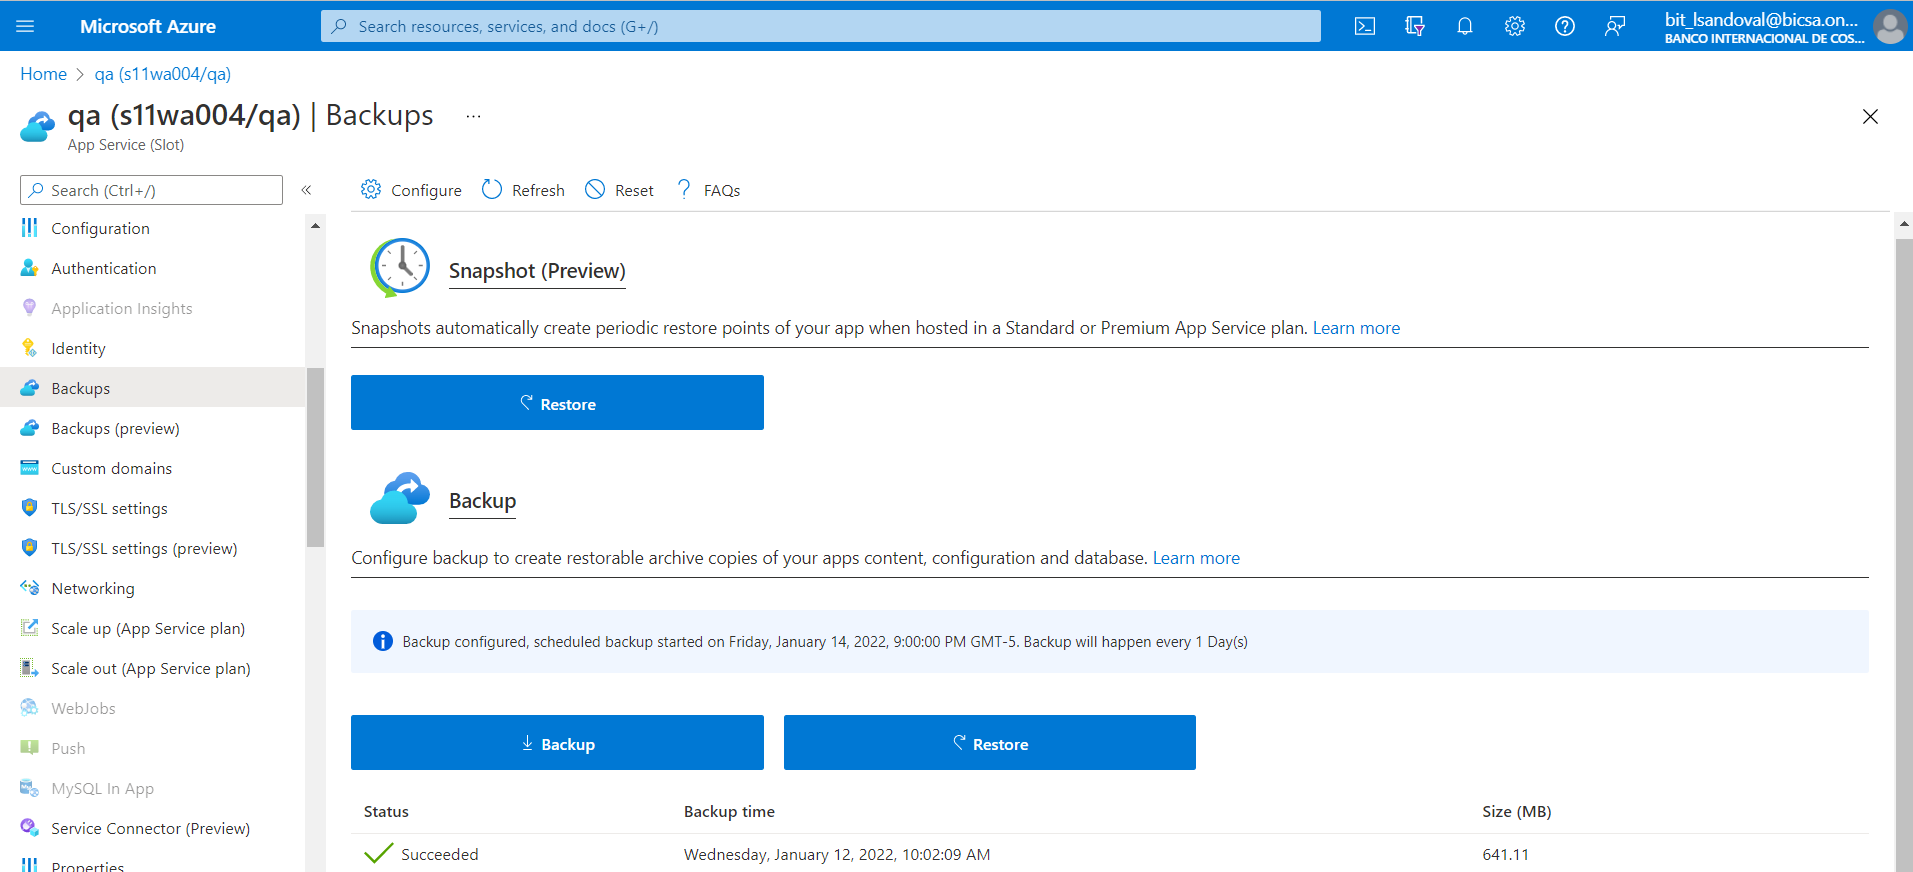 Microsoft Azure
Search resources, services, and docs (G+/)
bit_lsandoval@bicsa.on...
BANCO INTERNACIONAL DE COS...
Home > qa (s11wa004/qa)
qa (s11wa004/qa) | Backups ...
App Service (Slot)
Search (Ctrl+/)
«
Configuration
Authentication
Application Insights
Identity
Backups
Backups (preview)
Custom domains
TLS/SSL settings
TLS/SSL settings (preview)
Networking
Scale up (App Service plan)
Scale out (App Service plan)
WebJobs
Push
MySQL In App
Service Connector (Preview)
Properties
Configure Refresh Reset ? FAQs
Snapshot (Preview)
Snapshots automatically create periodic restore points of your app when hosted in a Standard or Premium App Service plan. Learn more
Restore
Backup
Configure backup to create restorable archive copies of your apps content, configuration and database. Learn more
Backup configured, scheduled backup started on Friday, January 14, 2022, 9:00:00 PM GMT-5. Backup will happen every 1 Day(s)
Backup Restore
Status Backup time Size (MB)
Succeeded Wednesday, January 12, 2022, 10:02:09 AM 641.11